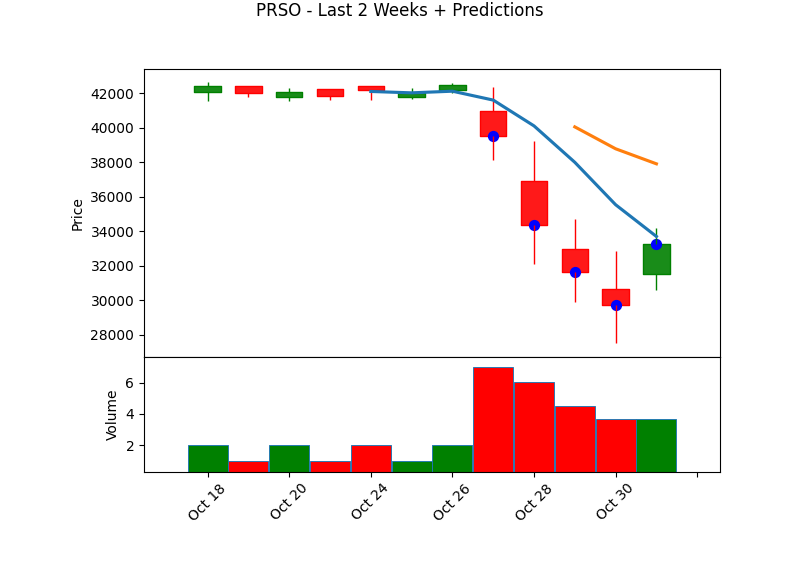 PRSO - Last 2 Weeks + Predictions
Price
42000
40000
38000
36000
34000
32000
30000
28000
Volume
6
4
2
Oct 18
Oct 20
Oct 24
Oct 26
Oct 28
Oct 30